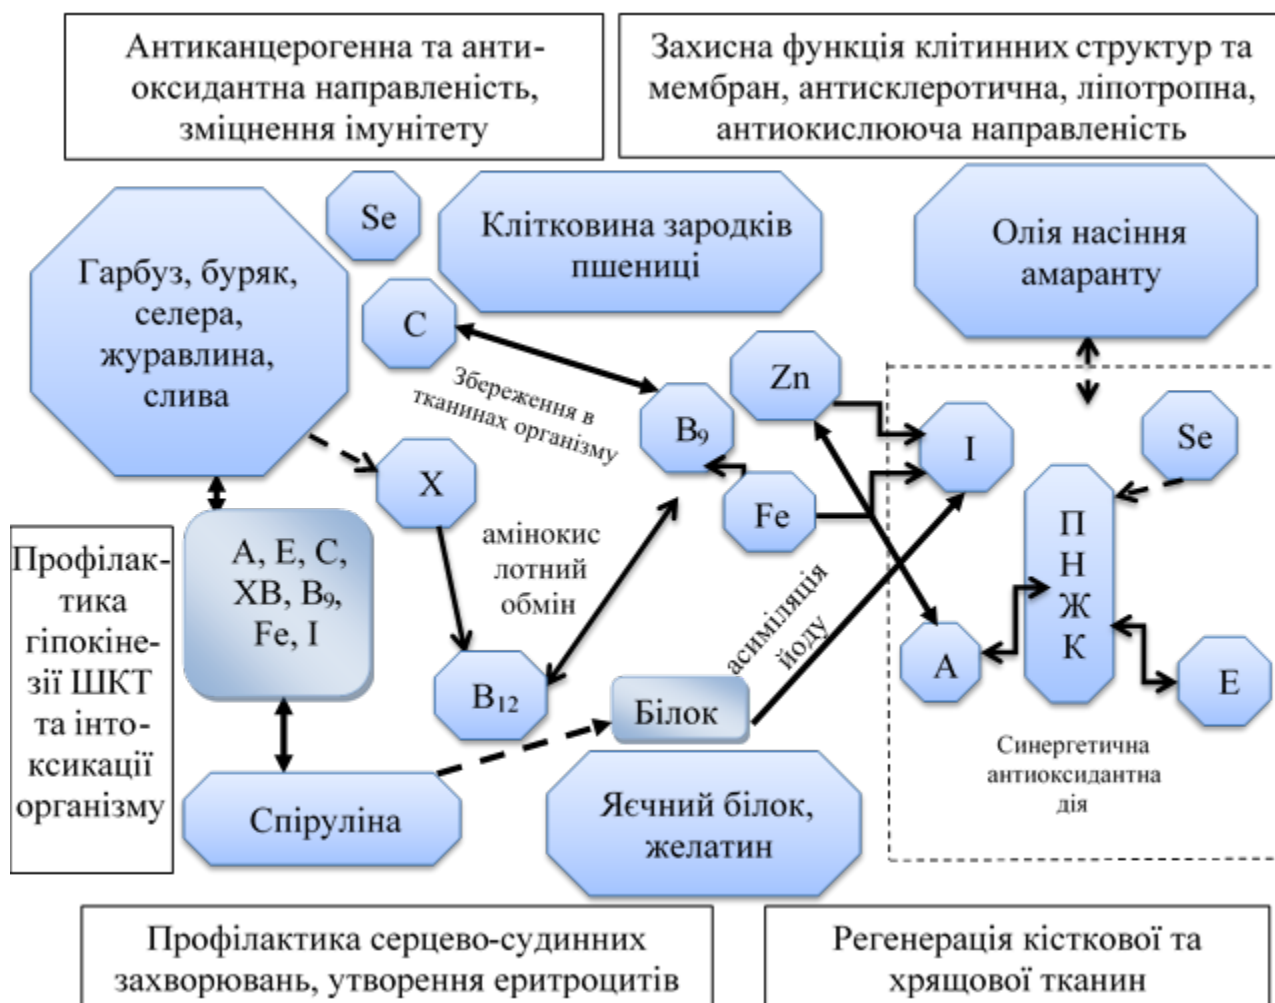 Антиканцерогенна та анти-
оксидантна направленість,
зміцнення імунітету
Захисна функція клітинних структур та
мембран, антисклеротична, ліпотропна,
антиокислююча направленість
Гарбуз, буряк,
селера,
журавлина,
слива
Se
Клітковина зародків
пшениці
Олія насіння
амаранту
C
Збереження в
тканинах організму
Zn
B₉
I
Se
X
Fe
П
Н
Ж
К
Профілак-
тика
гіпокіне-
зії ШКТ
та інто-
ксикації
організму
A, E, C,
XB, B₉,
Fe, I
амінокис
лотний
обмін
асиміляція
йоду
A
E
B₁₂
Білок
Синергетична
антиоксидантна
дія
Спіруліна
Яєчний білок,
желатин
Профілактика серцево-судинних
захворювань, утворення еритроцитів
Регенерація кісткової та
хрящової тканин